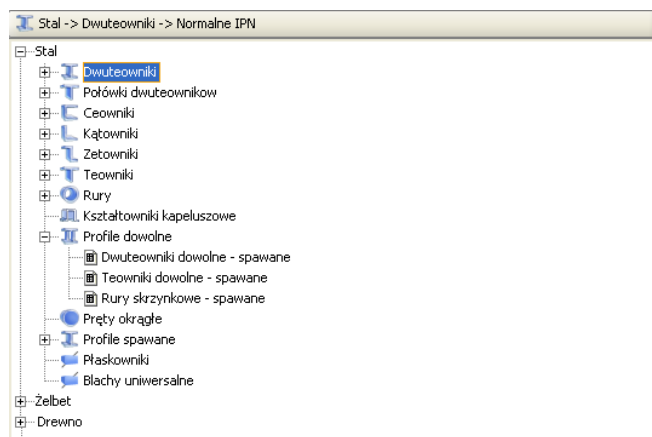 Stal -> Dwuteowniki -> Normalne IPN
Stal
Dwuteowniki
Połówki dwuteownikow
Ceowniki
Kątowniki
Zetowniki
Teowniki
Rury
Kształtowniki kapeluszowe
Profile dowolne
Dwuteowniki dowolne - spawane
Teowniki dowolne - spawane
Rury skrzynkowe - spawane
Pręty okrągłe
Profile spawane
Płaskowniki
Blachy uniwersalne
Żelbet
Drewno